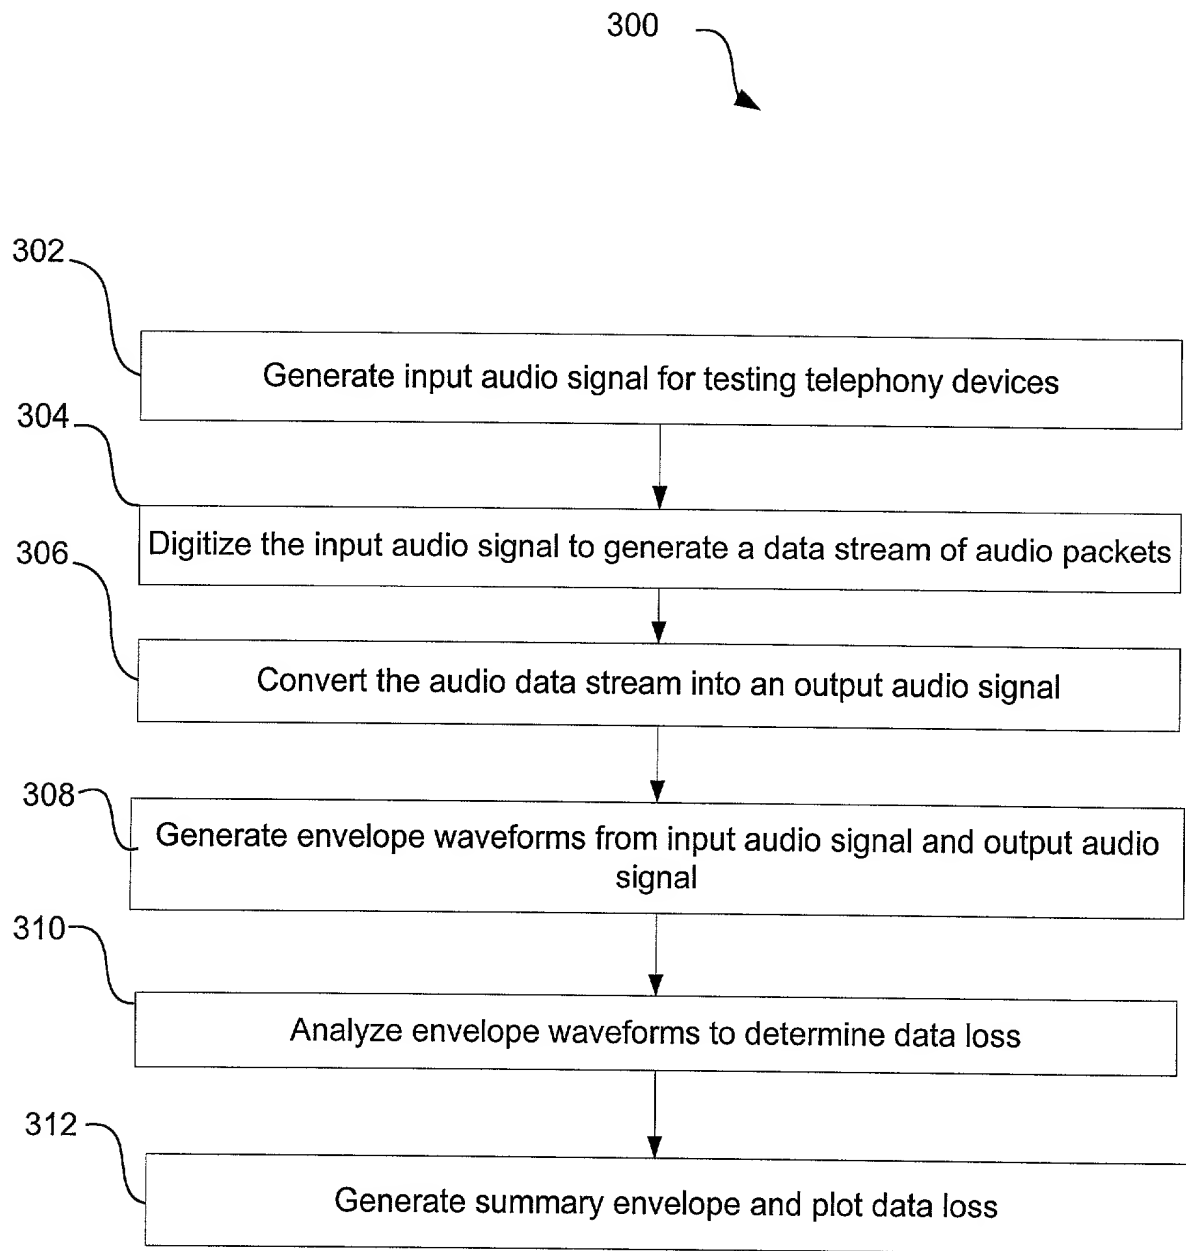 300
302
Generate input audio signal for testing telephony devices
304
Digitize the input audio signal to generate a data stream of audio packets
306
Convert the audio data stream into an output audio signal
308
Generate envelope waveforms from input audio signal and output audio
signal
310
Analyze envelope waveforms to determine data loss
312
Generate summary envelope and plot data loss